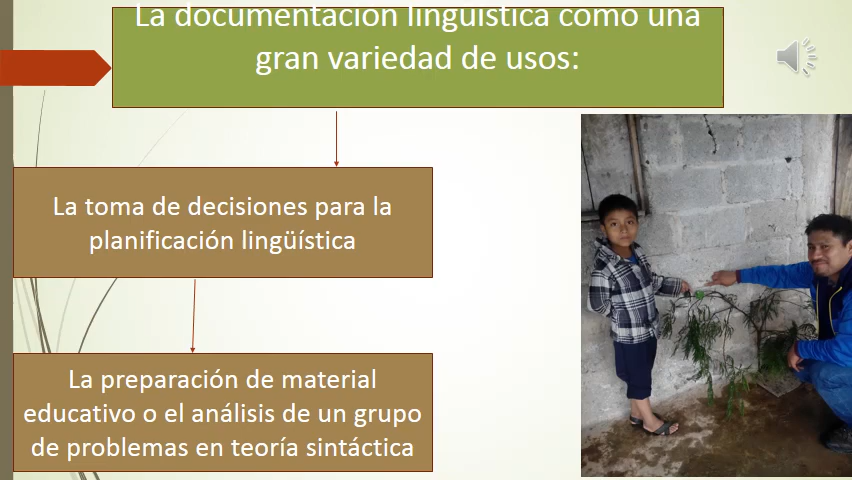 La documentación lingüística como una
gran variedad de usos:
La toma de decisiones para la
planificación lingüística
La preparación de material
educativo o el análisis de un grupo
de problemas en teoría sintáctica